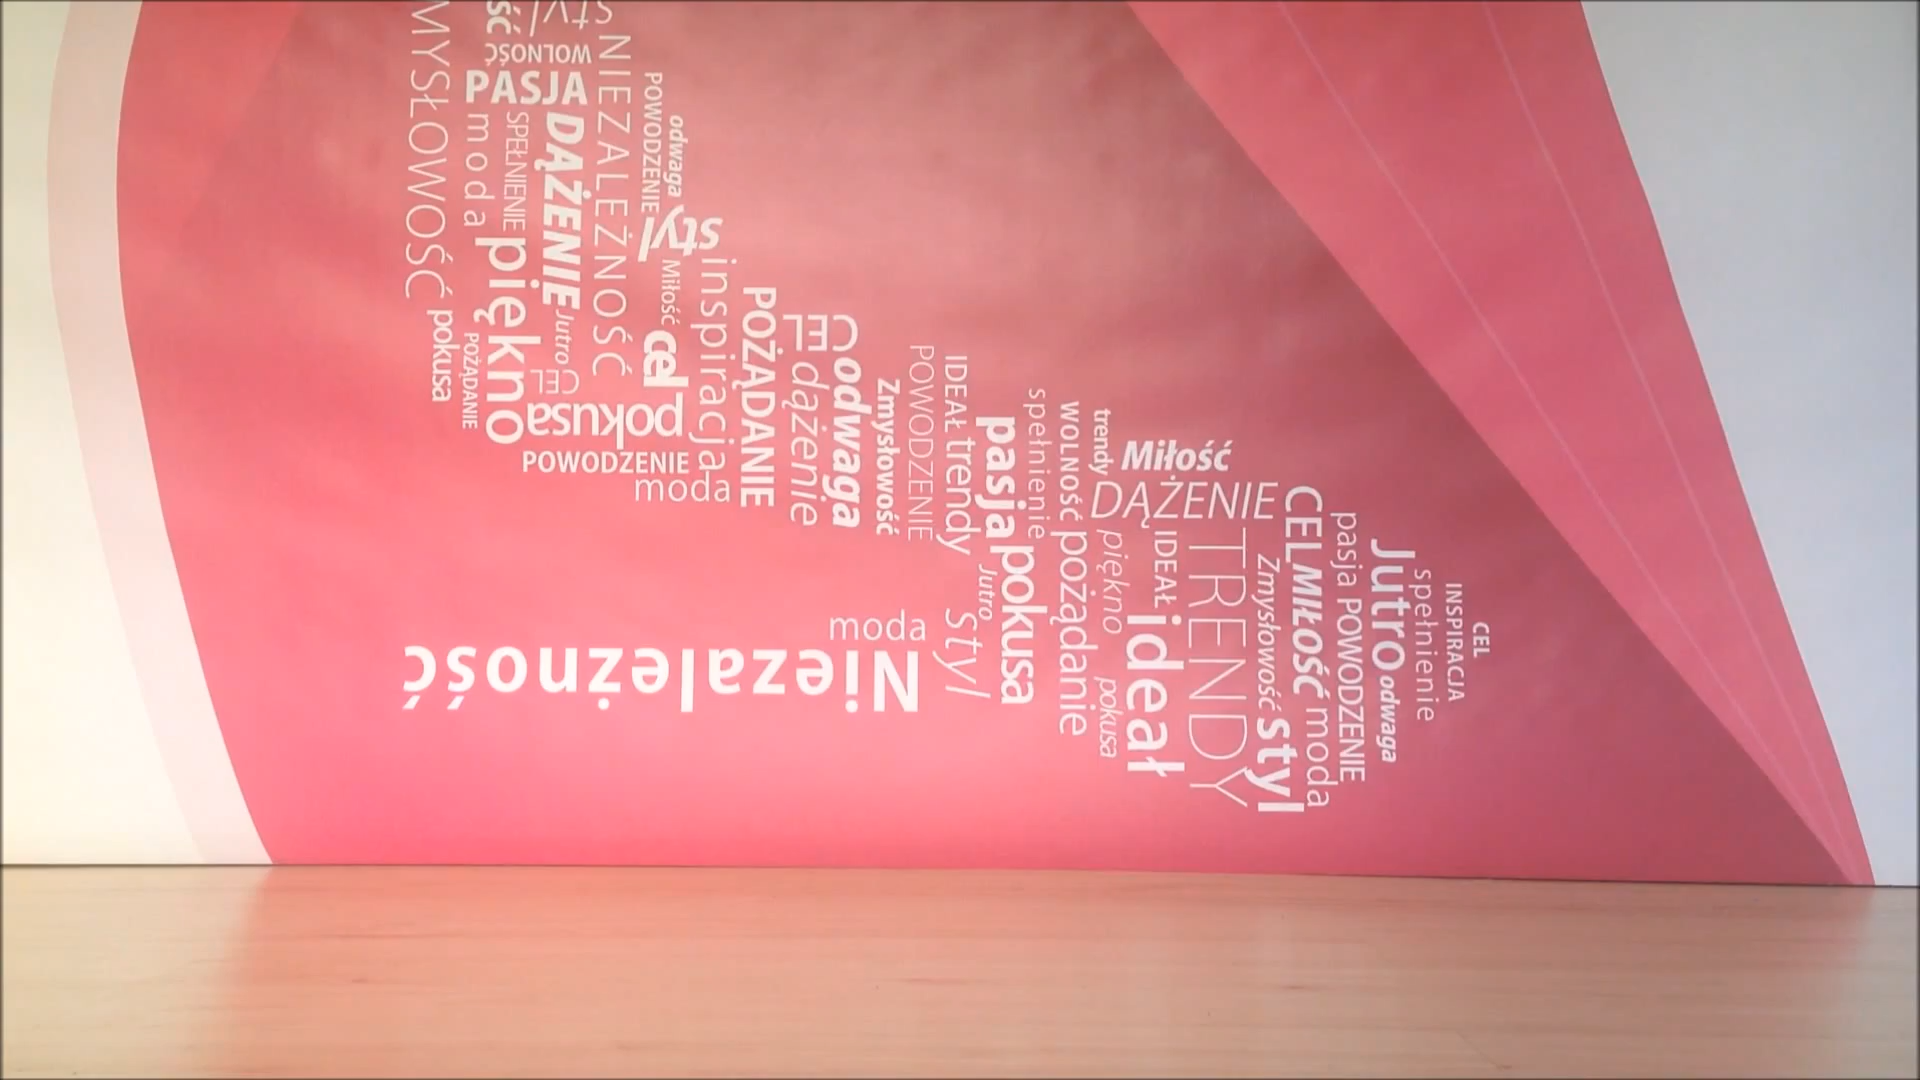 ść
styl
S
WOLNOŚĆ
PASJA
MYSŁOWOŚĆ
moda
SPEŁNIENIE
DĄŻENIE
NIEZALEŻNOŚĆ
POWODZENIE
odwaga
styl
piękno
Jutro
Miłość
inspiracja
pokusa
POŻĄDANIE
CEL
cel
pokusa
POWODZENIE
moda
POŻĄDANIE
CEL
dążenie
odwaga
Zmysłowość
POWODZENIE
IDEAŁ
trendy
pasja
spełnienie
WOLNOŚĆ
trendy
Miłość
DĄŻENIE
Jutro
pokusa
pożądanie
piękno
IDEAŁ
TRENDY
Zmysłowość
CEL
MIŁOŚĆ
pasja
POWODZENIE
Jutro
odwaga
spełnienie
INSPIRACJA
CEL
moda
Styl
Niezależność
pokusa
ideał
styl
moda